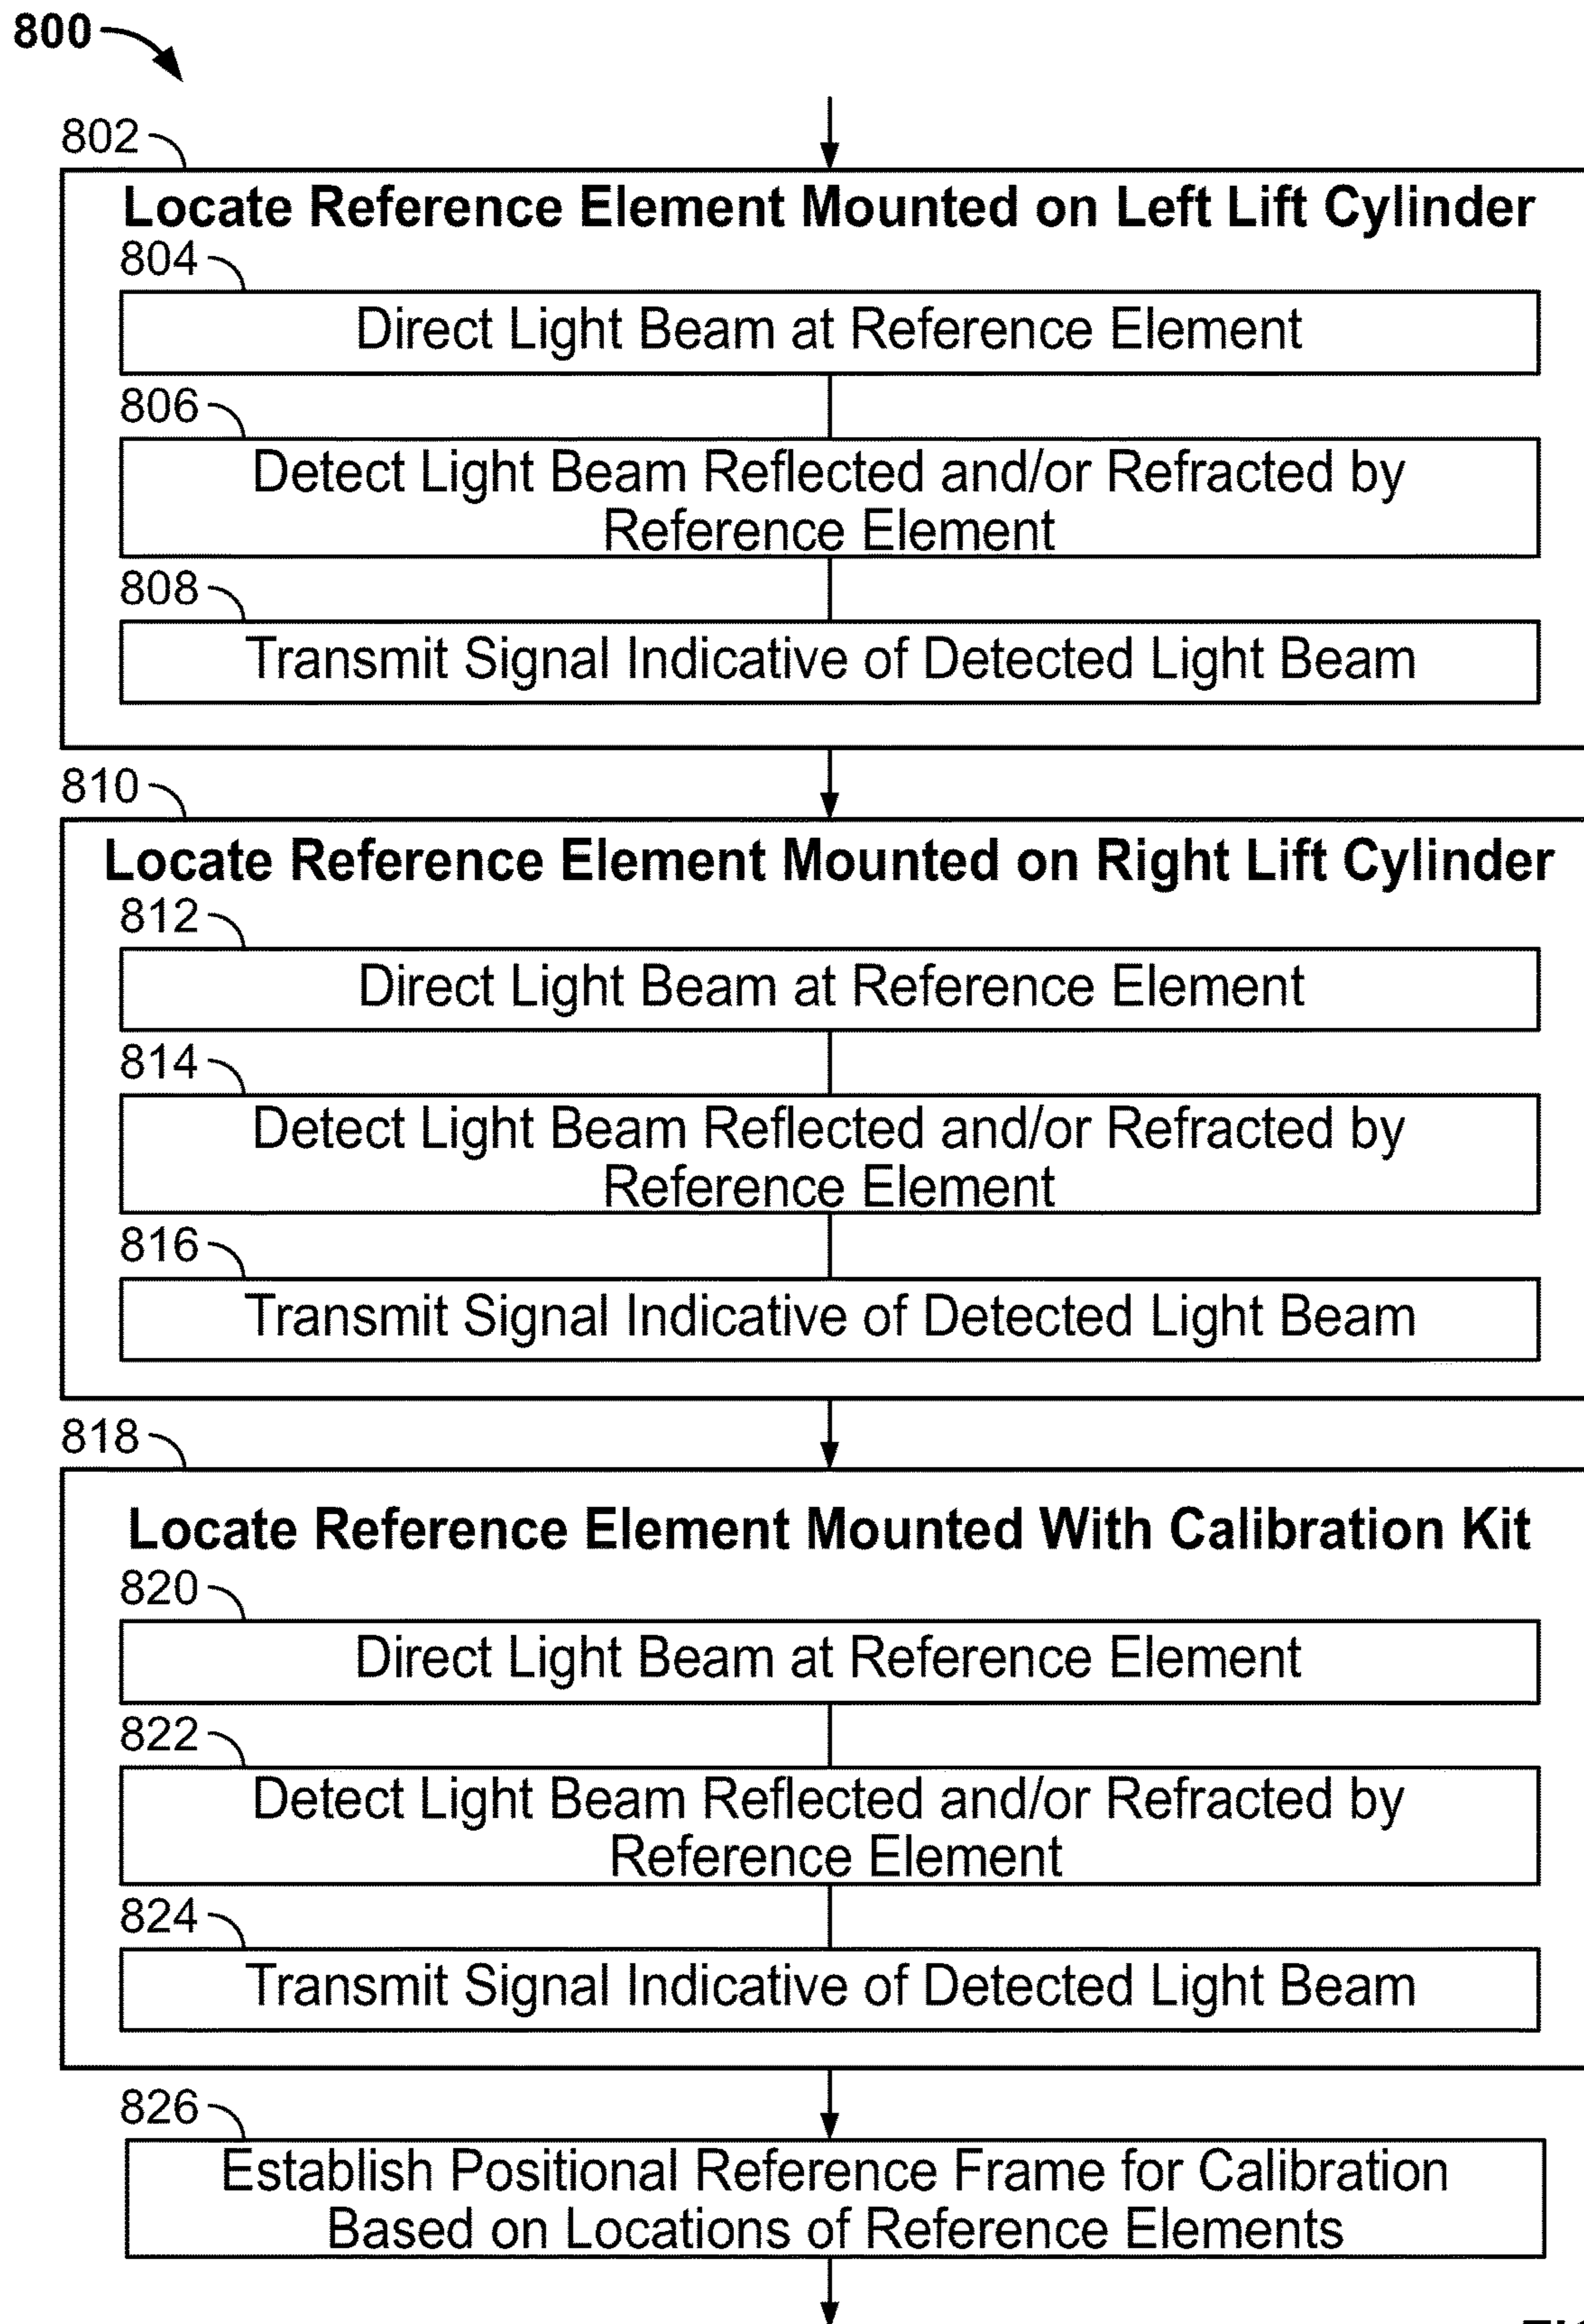 800
802
Locate Reference Element Mounted on Left Lift Cylinder
804
Direct Light Beam at Reference Element
806
Detect Light Beam Reflected and/or Refracted by
Reference Element
808
Transmit Signal Indicative of Detected Light Beam
810
Locate Reference Element Mounted on Right Lift Cylinder
812
Direct Light Beam at Reference Element
814
Detect Light Beam Reflected and/or Refracted by
Reference Element
816
Transmit Signal Indicative of Detected Light Beam
818
Locate Reference Element Mounted With Calibration Kit
820
Direct Light Beam at Reference Element
822
Detect Light Beam Reflected and/or Refracted by
Reference Element
824
Transmit Signal Indicative of Detected Light Beam
826
Establish Positional Reference Frame for Calibration
Based on Locations of Reference Elements